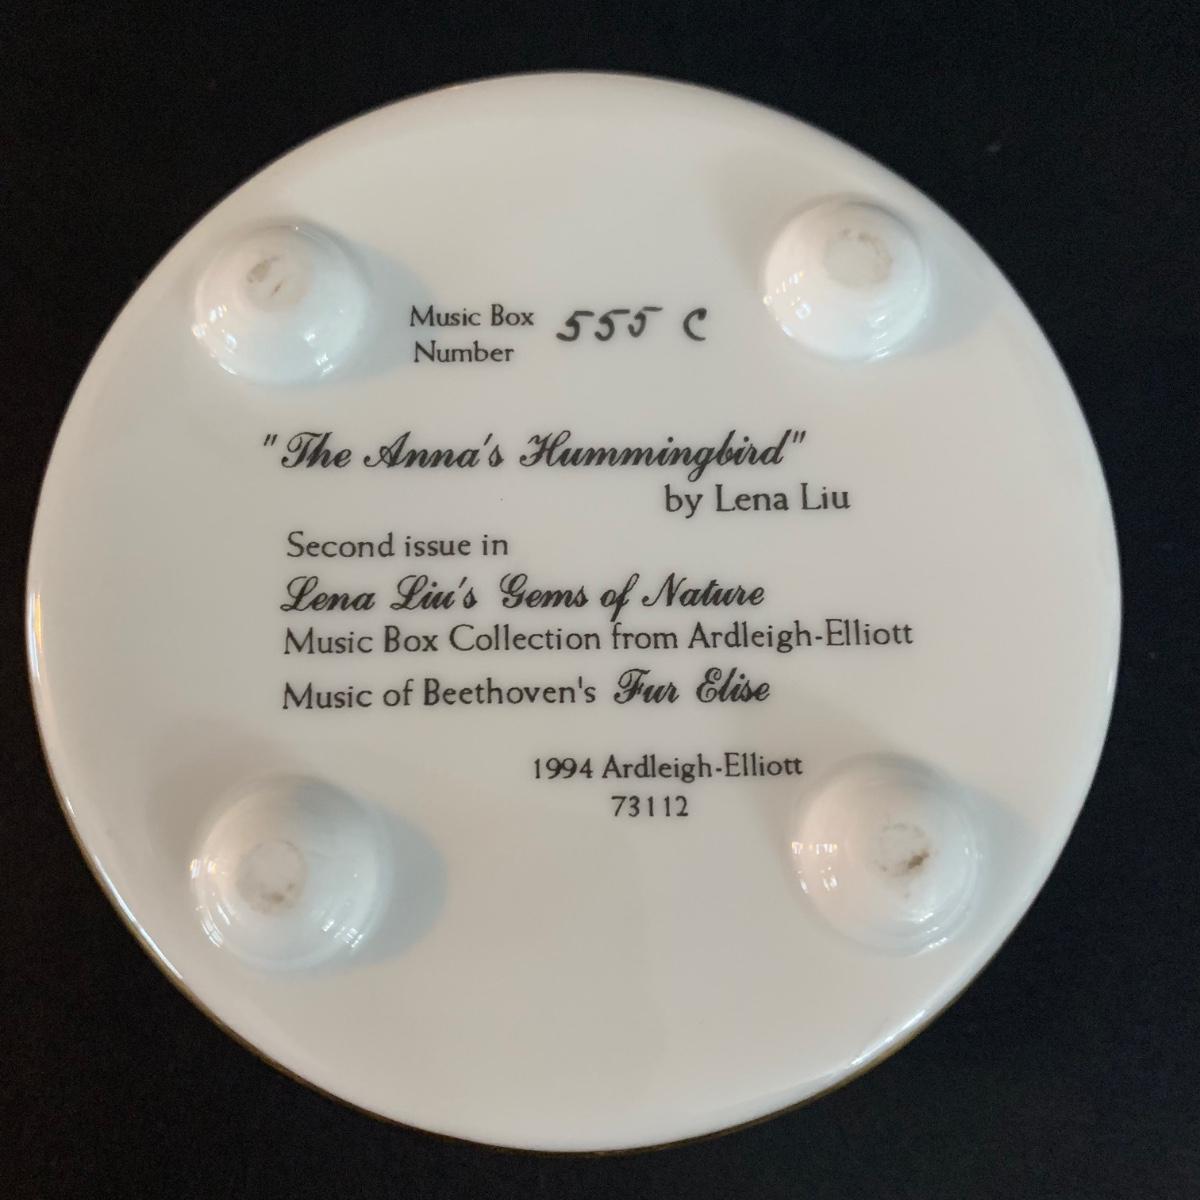 Music Box 555 C
Number
"The Anna's Hummingbird"
by Lena Liu
Second issue in
Lena Liu's Gems of Nature
Music Box Collection from Ardleigh-Elliott
Music of Beethoven's Fur Elise
1994 Ardleigh-Elliott
73112